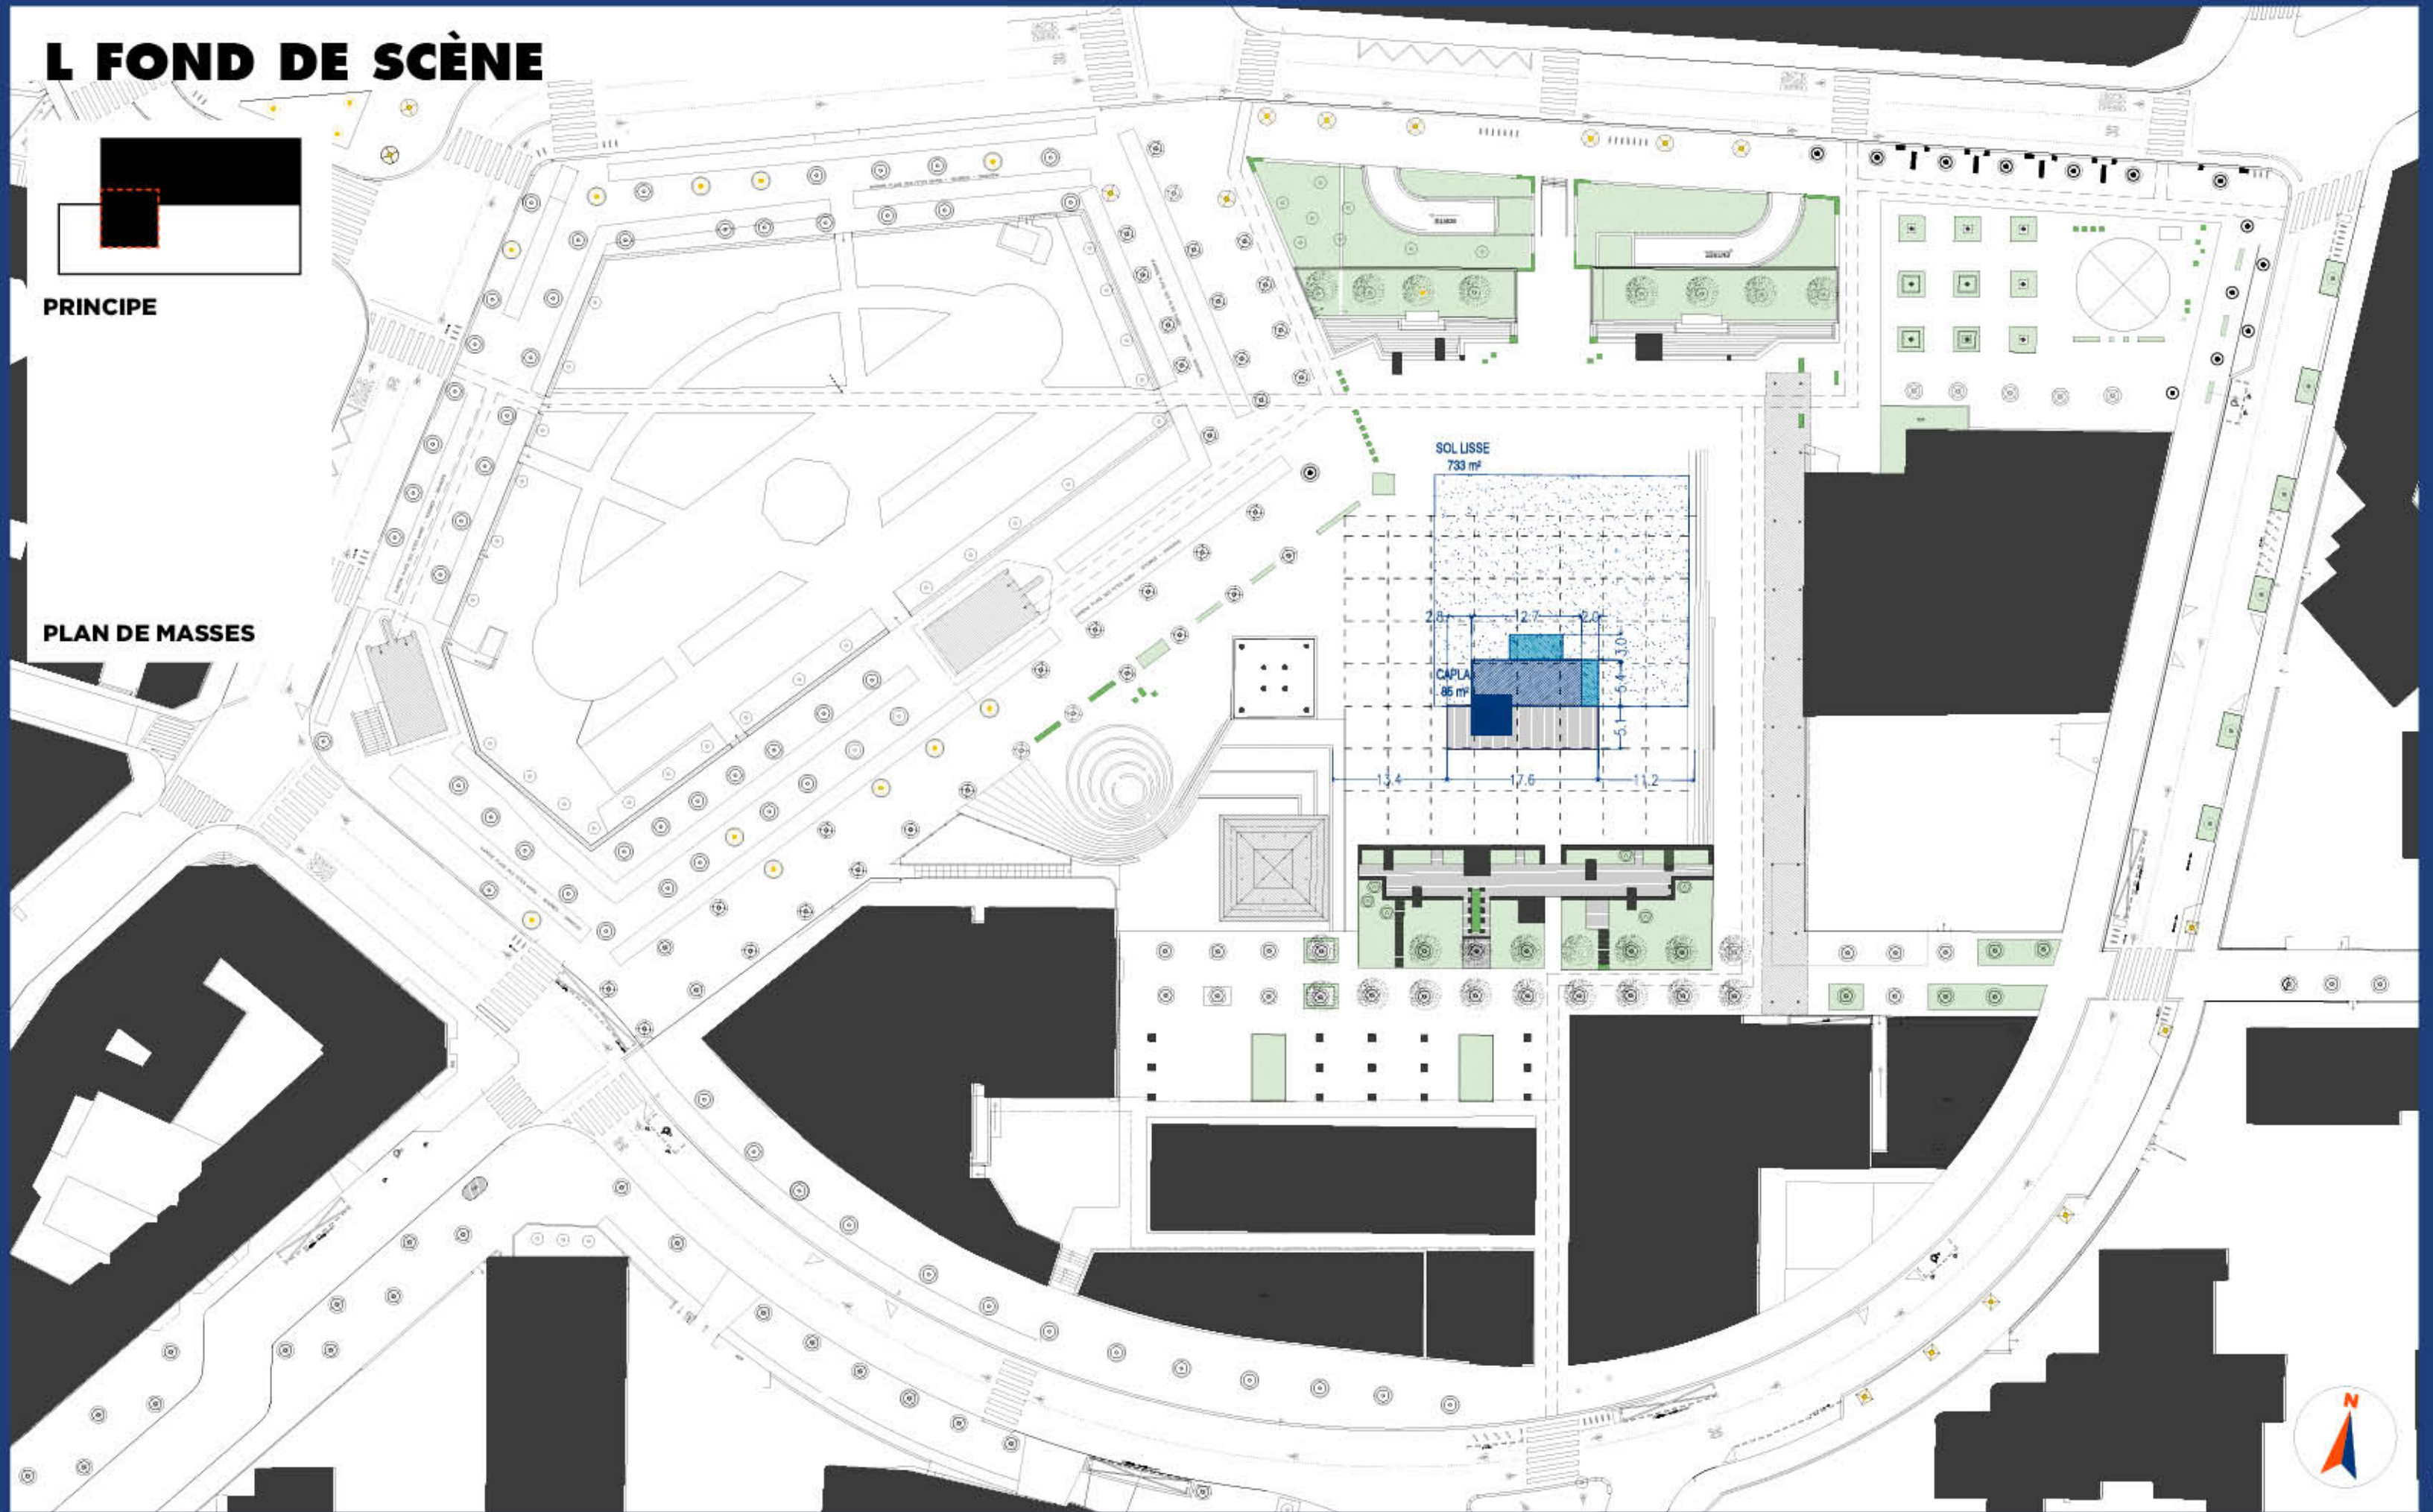 L FOND DE SCÈNE
PRINCIPE
PLAN DE MASSES
SOL LISSE
733 m²
2.8
12.7
2.0
3.0
CAPLA
85 m²
5.4
5.1
13.4
17.6
11.2
N